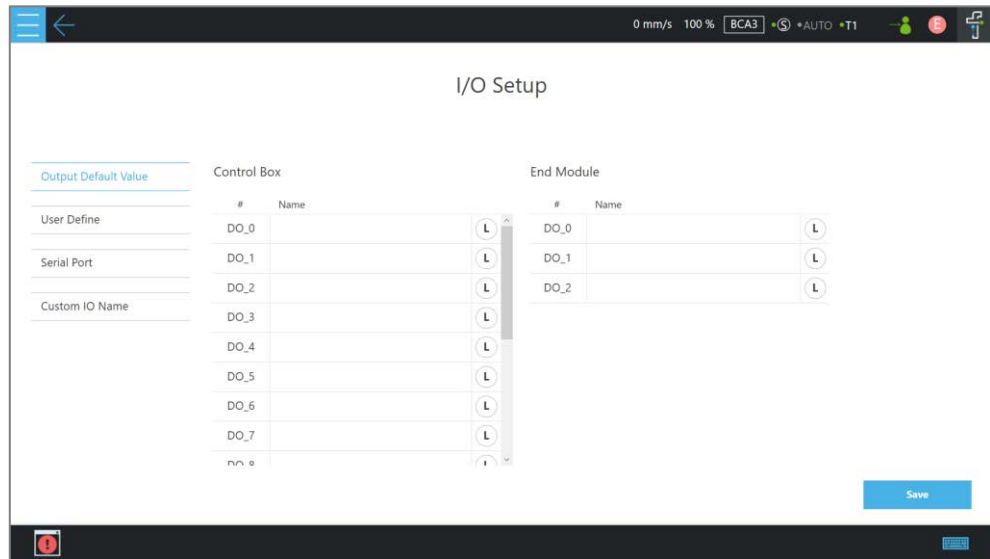 0 mm/s 100 % BCA3 S AUTO T1 E
I/O Setup
Output Default Value
User Define
Serial Port
Custom IO Name
Control Box
# Name
DO_0 L
DO_1 L
DO_2 L
DO_3 L
DO_4 L
DO_5 L
DO_6 L
DO_7 L
DO_8 L
End Module
# Name
DO_0 L
DO_1 L
DO_2 L
Save